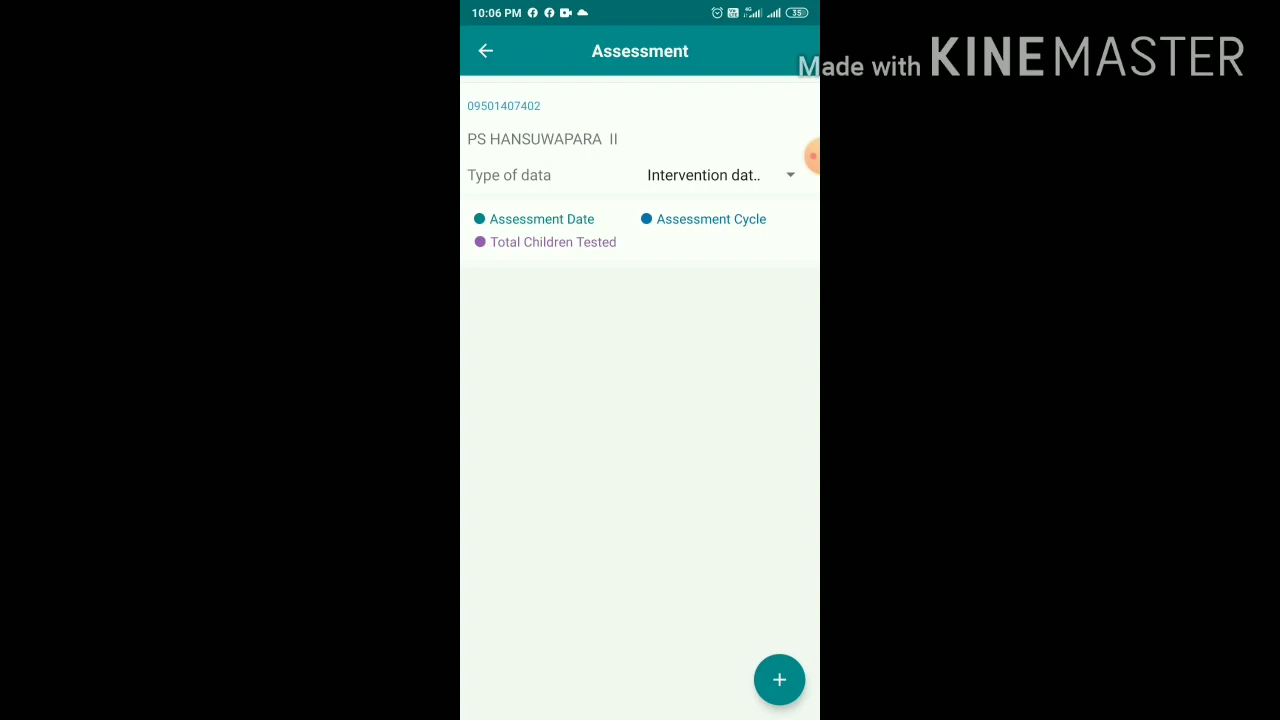 10:06 PM
35
Assessment
Made with KINEMASTER
09501407402
PS HANSUWAPARA II
Type of data
Intervention dat..
Assessment Date
Assessment Cycle
Total Children Tested
+